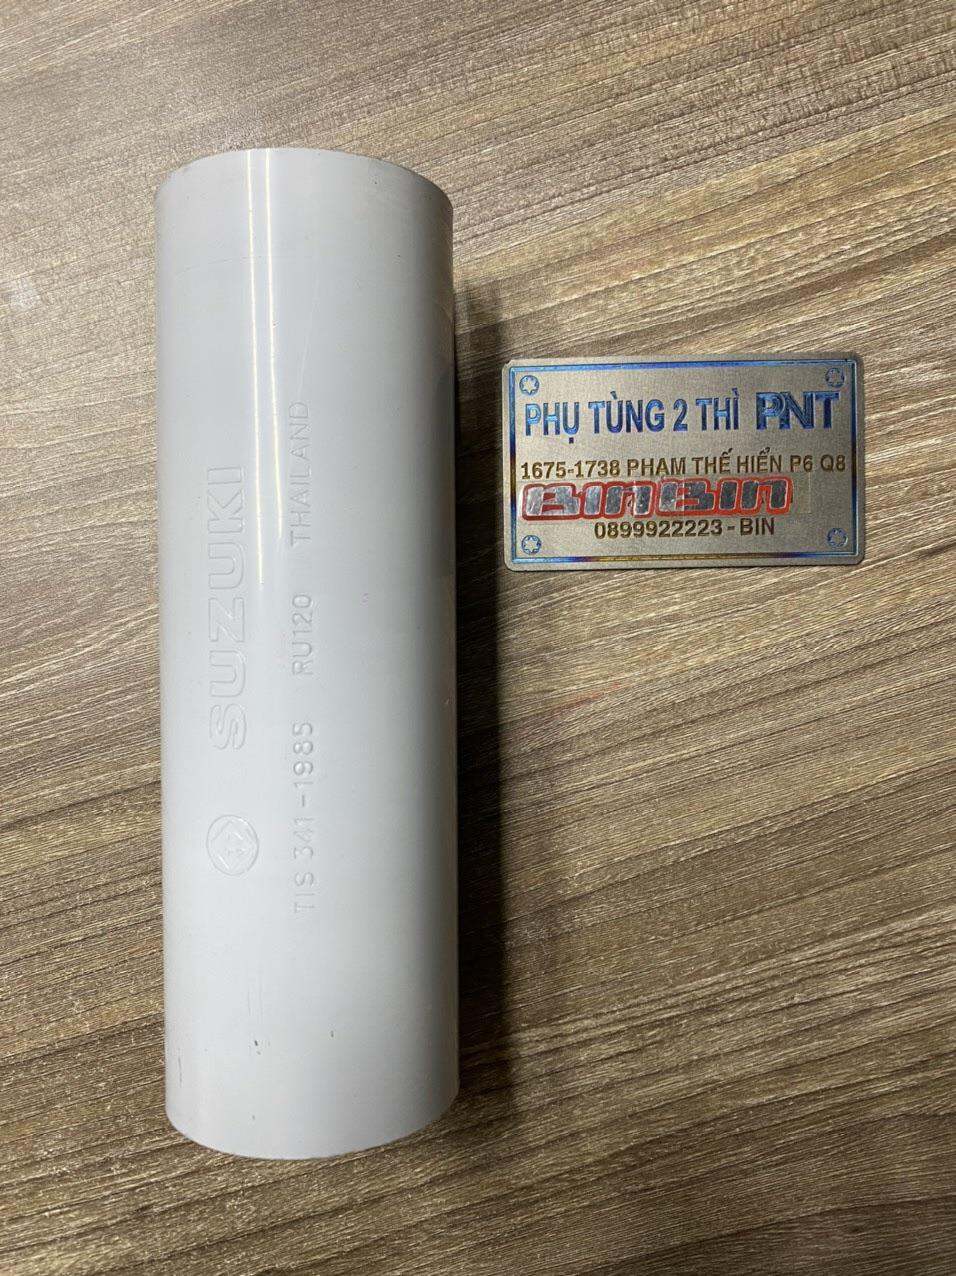 SUZUKI
TIS 341-1985 RU120 THAILAND
PHỤ TÙNG 2 THÌ PNT
1675-1738 PHẠM THẾ HIỂN P6 Q8
BINBIN
0899922223 - BIN